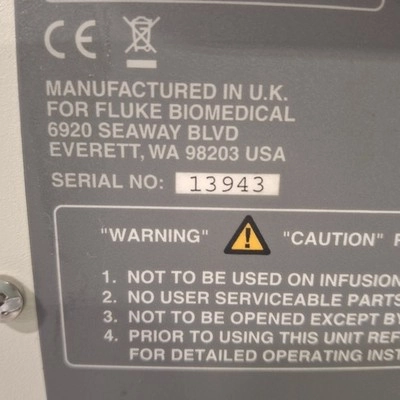 CE
MANUFACTURED IN U.K.
FOR FLUKE BIOMEDICAL
6920 SEAWAY BLVD
EVERETT, WA 98203 USA
SERIAL NO: 13943
"WARNING" "CAUTION"
1. NOT TO BE USED ON INFUSION
2. NO USER SERVICEABLE PARTS
3. NOT TO BE OPENED EXCEPT BY
4. PRIOR TO USING THIS UNIT REF
FOR DETAILED OPERATING INST